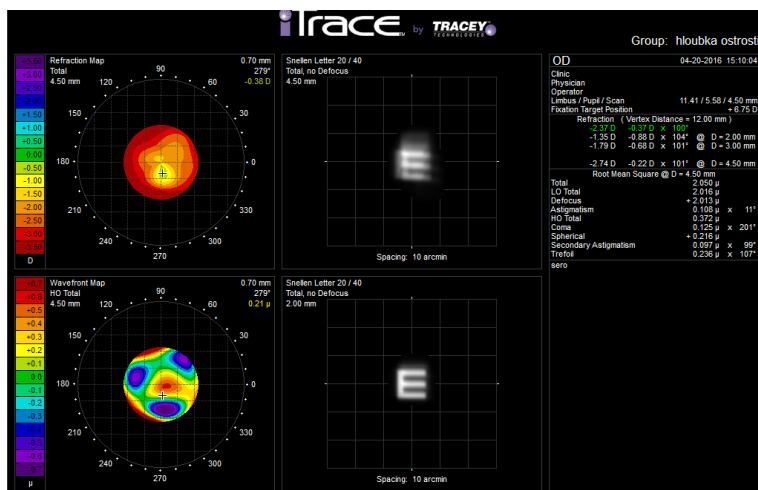 iTrace by TRACEY TECHNOLOGIES
Group: hloubka ostrosti
Refraction Map 0.70 mm
Total 279°
4.50 mm -0.38 D
+3.50
+3.00
+2.50
+2.00
+1.50
+1.00
+0.50
0.00
-0.50
-1.00
-1.50
-2.00
-2.50
-3.00
-3.50
D
90
120 60
150 30
180 0
210 330
240 300
270
Snellen Letter 20 / 40
Total, no Defocus
4.50 mm
E
Spacing: 10 arcmin
OD 04-20-2016 15:10:04
Clinic
Physician
Operator
Limbus / Pupil / Scan 11.41 / 5.58 / 4.50 mm
Fixation Target Position + 6.75 D
Refraction ( Vertex Distance = 12.00 mm )
-2.37 D -0.37 D x 100°
-1.35 D -0.88 D x 104° @ D = 2.00 mm
-1.79 D -0.68 D x 101° @ D = 3.00 mm
-2.74 D -0.22 D x 101° @ D = 4.50 mm
Root Mean Square @ D = 4.50 mm
Total 2.050 µ
LO Total 2.016 µ
Defocus + 2.013 µ
Astigmatism 0.108 µ x 11°
HO Total 0.372 µ
Coma 0.125 µ x 201°
Spherical + 0.216 µ
Secondary Astigmatism 0.097 µ x 99°
Trefoil 0.236 µ x 107°
sero
Wavefront Map 0.70 mm
HO Total 279°
4.50 mm 0.21 µ
+0.7
+0.6
+0.5
+0.4
+0.3
+0.2
+0.1
0.0
-0.1
-0.2
-0.3
-0.4
-0.5
-0.6
-0.7
µ
90
120 60
150 30
180 0
210 330
240 300
270
Snellen Letter 20 / 40
Total, no Defocus
2.00 mm
E
Spacing: 10 arcmin